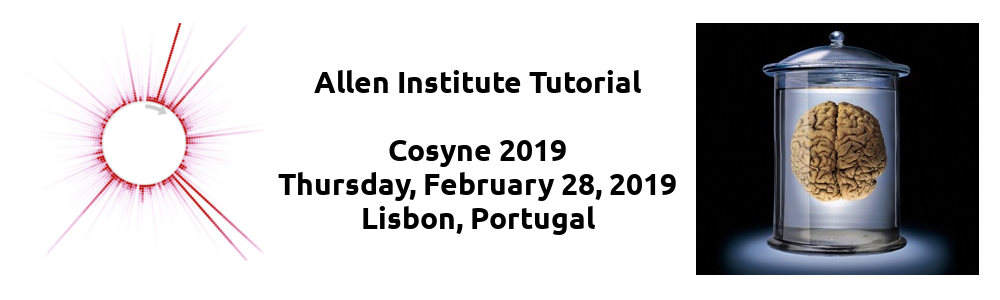 Allen Institute Tutorial
Cosyne 2019
Thursday, February 28, 2019
Lisbon, Portugal